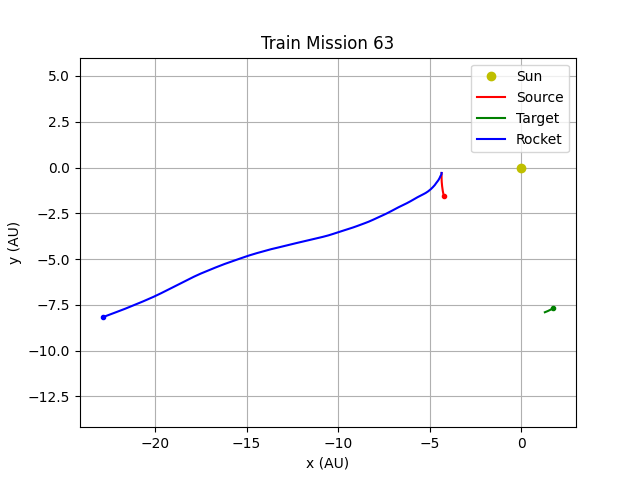 Train Mission 63
Sun
Source
Target
Rocket
5.0
2.5
0.0
−2.5
−5.0
−7.5
−10.0
−12.5
y (AU)
−20
−15
−10
−5
0
x (AU)